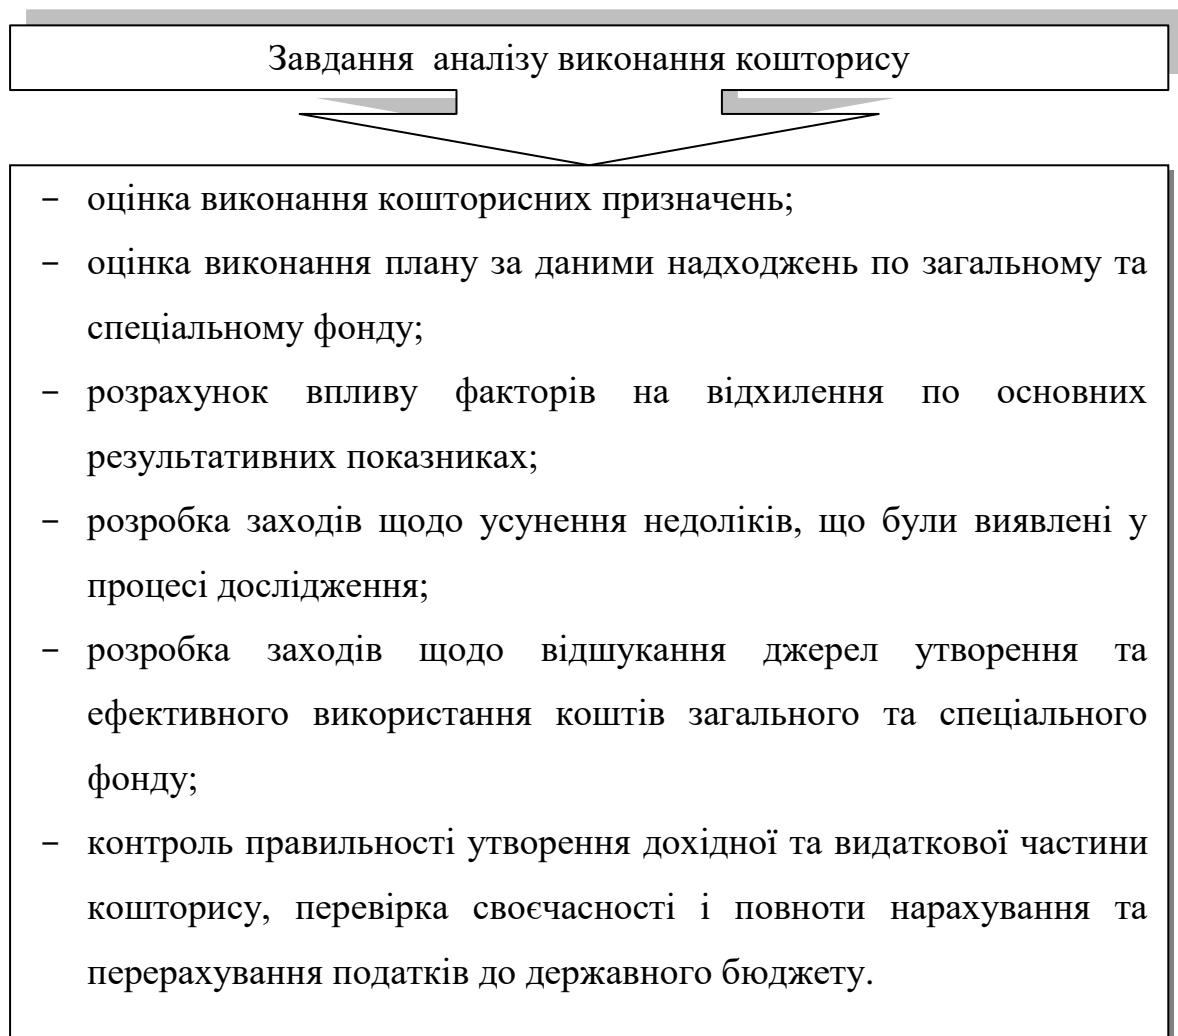 Завдання  аналізу виконання кошторису
− оцінка виконання кошторисних призначень;
− оцінка виконання плану за даними надходжень по загальному та
спеціальному фонду;
− розрахунок впливу факторів на відхилення по основних
результативних показниках;
− розробка заходів щодо усунення недоліків, що були виявлені у
процесі дослідження;
− розробка заходів щодо відшукання джерел утворення та
ефективного використання коштів загального та спеціального
фонду;
− контроль правильності утворення дохідної та видаткової частини
кошторису, перевірка своєчасності і повноти нарахування та
перерахування податків до державного бюджету.